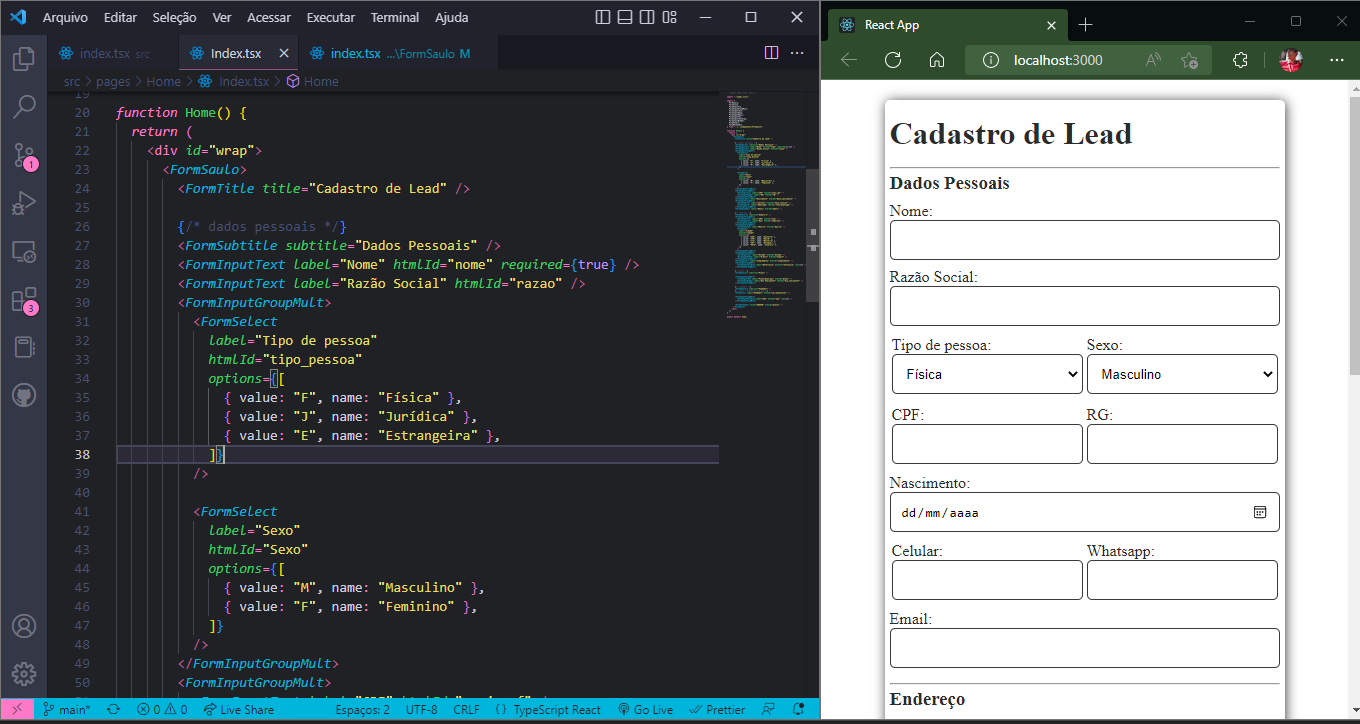 Arquivo Editar Seleção Ver Acessar Executar Terminal Ajuda
index.tsx src Index.tsx index.tsx ...\FormSaulo M
src > pages > Home > Index.tsx > Home
19
20 function Home() {
21 return (
22 <div id="wrap">
23 <FormSaulo>
24 <FormTitle title="Cadastro de Lead" />
25
26 {/* dados pessoais */}
27 <FormSubtitle subtitle="Dados Pessoais" />
28 <FormInputText label="Nome" htmlId="nome" required={true} />
29 <FormInputText label="Razão Social" htmlId="razao" />
30 <FormInputGroupMult>
31 <FormSelect
32 label="Tipo de pessoa"
33 htmlId="tipo_pessoa"
34 options={[
35 { value: "F", name: "Física" },
36 { value: "J", name: "Jurídica" },
37 { value: "E", name: "Estrangeira" },
38 ]}
39 />
40
41 <FormSelect
42 label="Sexo"
43 htmlId="Sexo"
44 options={[
45 { value: "M", name: "Masculino" },
46 { value: "F", name: "Feminino" },
47 ]}
48 />
49 </FormInputGroupMult>
50 <FormInputGroupMult>
1
3
main* 0 0 Live Share Espaços: 2 UTF-8 CRLF {} TypeScript React Go Live Prettier
React App
localhost:3000
Cadastro de Lead
Dados Pessoais
Nome:
Razão Social:
Tipo de pessoa: Sexo:
Física Masculino
CPF: RG:
Nascimento:
dd/mm/aaaa
Celular: Whatsapp:
Email:
Endereço